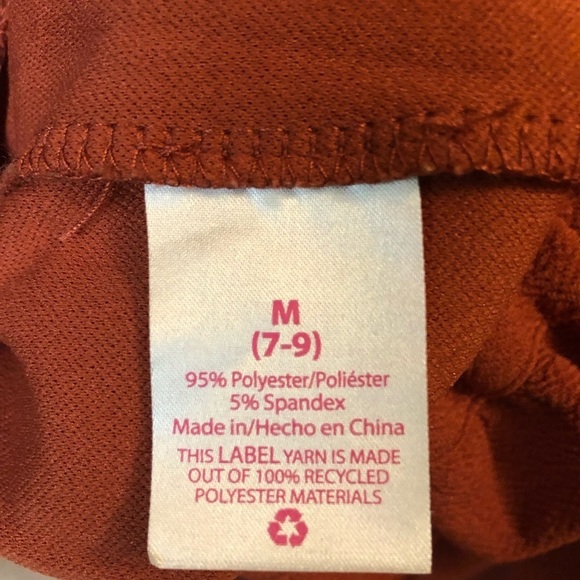 M
(7-9)
95% Polyester/Poliéster
5% Spandex
Made in/Hecho en China
THIS LABEL YARN IS MADE
OUT OF 100% RECYCLED
POLYESTER MATERIALS